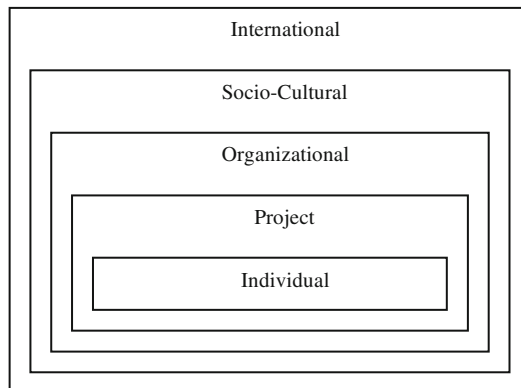 International
Socio-Cultural
Organizational
Project
Individual